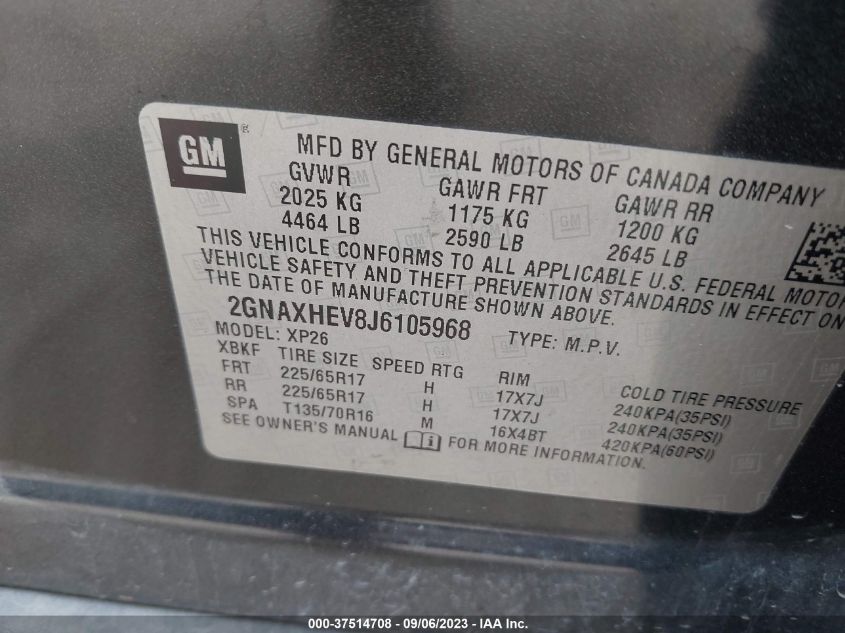 GM
MFD BY GENERAL MOTORS OF CANADA COMPANY
GVWR GAWR FRT GAWR RR
2025 KG 1175 KG 1200 KG
4464 LB 2590 LB 2645 LB
THIS VEHICLE CONFORMS TO ALL APPLICABLE U.S. FEDERAL MOTOR
VEHICLE SAFETY AND THEFT PREVENTION STANDARDS IN EFFECT ON
THE DATE OF MANUFACTURE SHOWN ABOVE.
2GNAXHEV8J6105968 TYPE: M.P.V.
MODEL: XP26
XBKF TIRE SIZE SPEED RTG RIM COLD TIRE PRESSURE
FRT 225/65R17 H 17X7J 240KPA(35PSI)
RR 225/65R17 H 17X7J 240KPA(35PSI)
SPA T135/70R16 M 16X4BT 420KPA(60PSI)
SEE OWNER'S MANUAL FOR MORE INFORMATION.
000-37514708 - 09/06/2023 - IAA Inc.